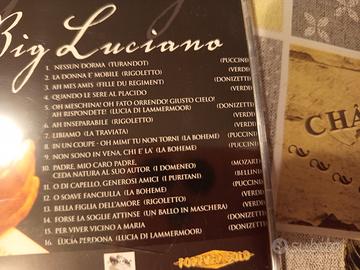 Big Luciano
1. NESSUN DORMA (TURANDOT) (PUCCINI)
2. LA DONNA E' MOBILE (RIGOLETTO) (VERDI)
3. AH MES AMIS (FILLE DU REGIMENT) (DONIZETTI)
4. QUANDO LE SERE AL PLACIDO (VERDI)
5. OH MESCHINA! OH FATO ORRENDO! GIUSTO CIELO!
AH RISPONDETE! (LUCIA DI LAMMERMOOR) (DONIZETTI)
6. AH INSEPARABILE (RIGOLETTO) (VERDI)
7. LIBIAMO (LA TRAVIATA) (VERDI)
8. IN UN COUPE - OH MIMI' TU NON TORNI (LA BOHEME) (PUCCINI)
9. NON SONO IN VENA, CHI E' LA' (LA BOHEME) (PUCCINI)
10. PADRE, MIO CARO PADRE,
CEDA NATURA AL SUO AUTOR (I DOMENEO) (MOZART)
11. O DI CAPELLO, GENEROSI AMICI (I PURITANI) (BELLINI)
12. O SOAVE FANCIULLA (LA BOHEME) (PUCCINI)
13. BELLA FIGLIA DELL'AMORE (RIGOLETTO) (VERDI)
14. FORSE LA SOGLIE ATTINSE (UN BALLO IN MASCHERA) (VERDI)
15. PER VIVER VICINO A MARIA (DONIZETTI)
16. LUCIA PERDONA (LUCIA DI LAMMERMOOR) (DONIZETTI)
FOREVER GOLD
CHÂ
subito.it